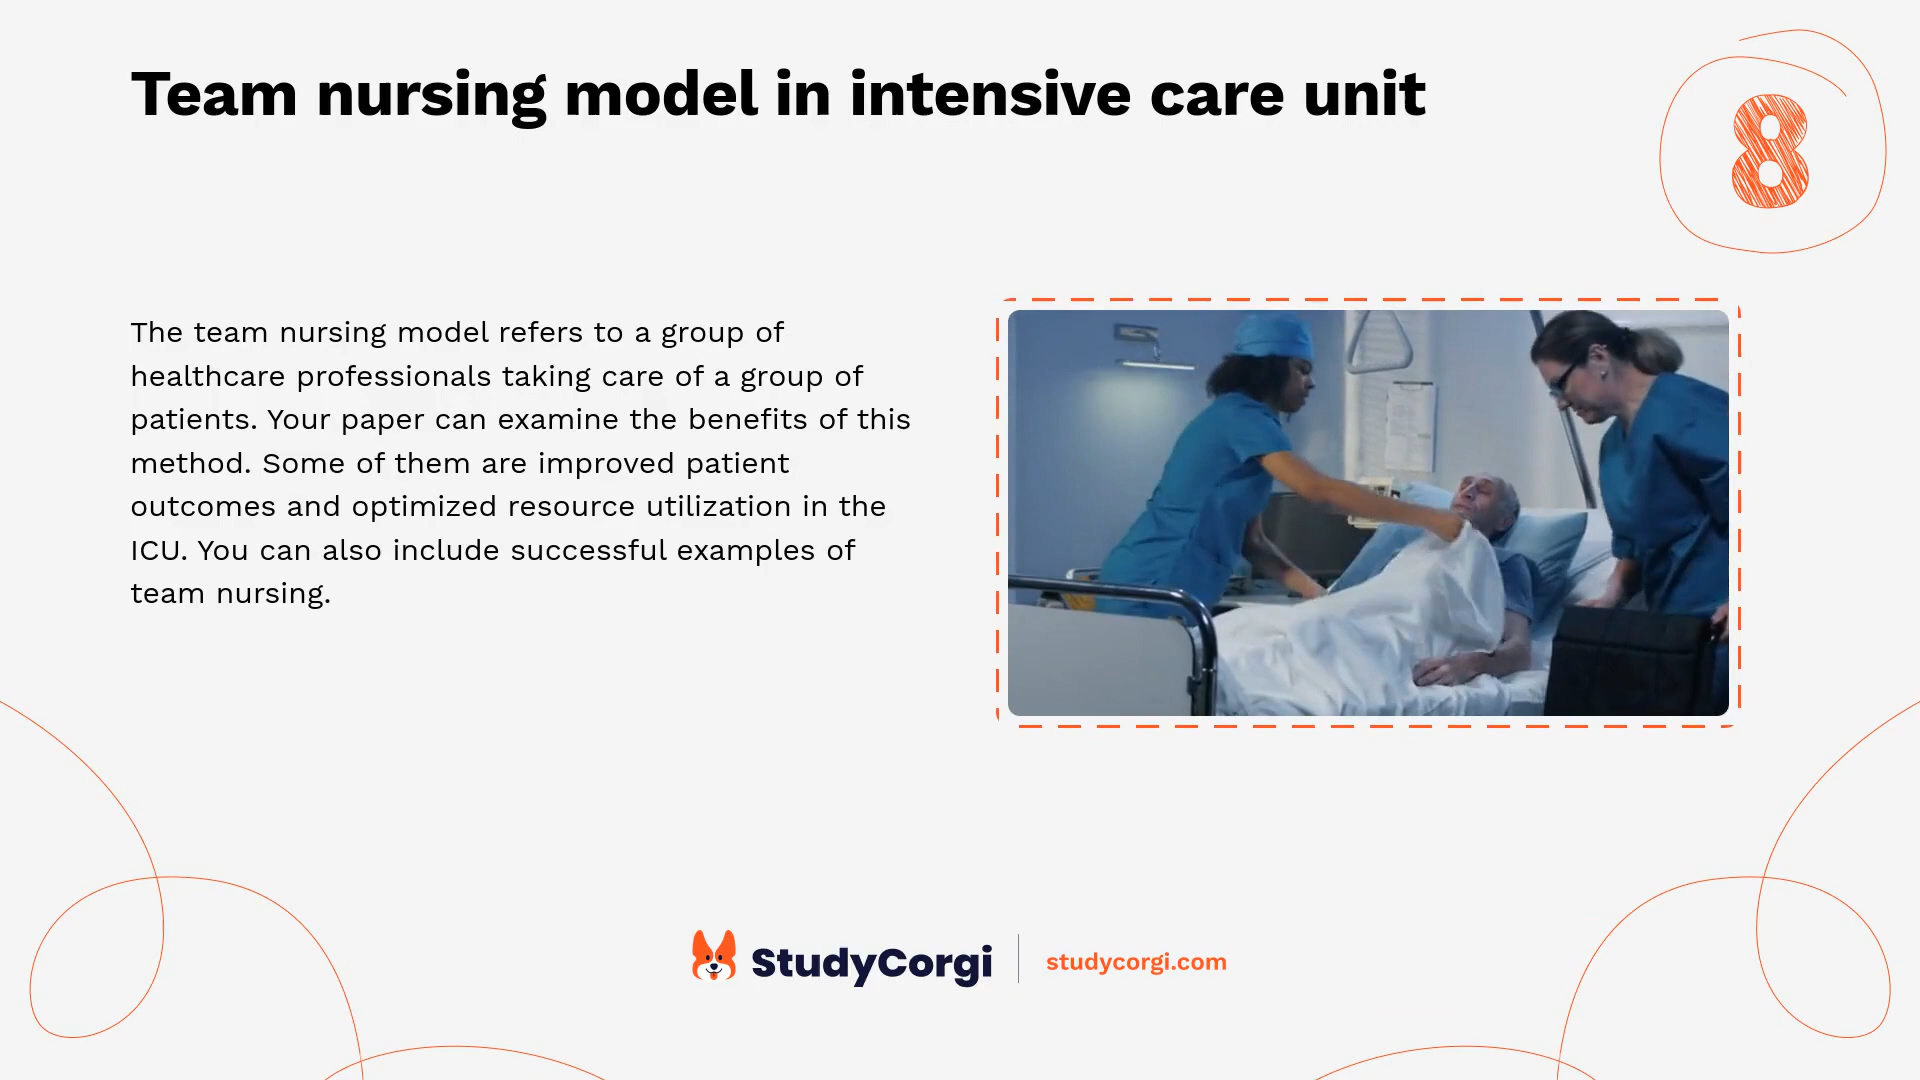 Team nursing model in intensive care unit
8
The team nursing model refers to a group of
healthcare professionals taking care of a group of
patients. Your paper can examine the benefits of this
method. Some of them are improved patient
outcomes and optimized resource utilization in the
ICU. You can also include successful examples of
team nursing.
StudyCorgi
studycorgi.com